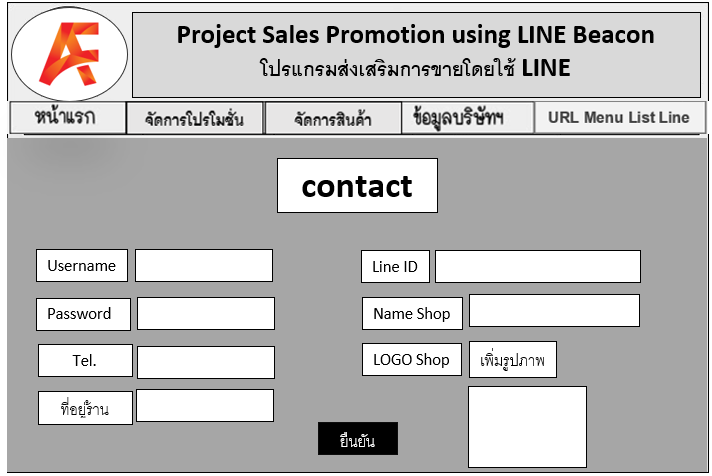 Project Sales Promotion using LINE Beacon
โปรแกรมส่งเสริมการขายโดยใช้ LINE
หน้าแรก
จัดการโปรโมชั่น
จัดการสินค้า
ข้อมูลบริษัทฯ
URL Menu List Line
contact
Username
Line ID
Password
Name Shop
Tel.
LOGO Shop
เพิ่มรูปภาพ
ที่อยู่ร้าน
ยืนยัน